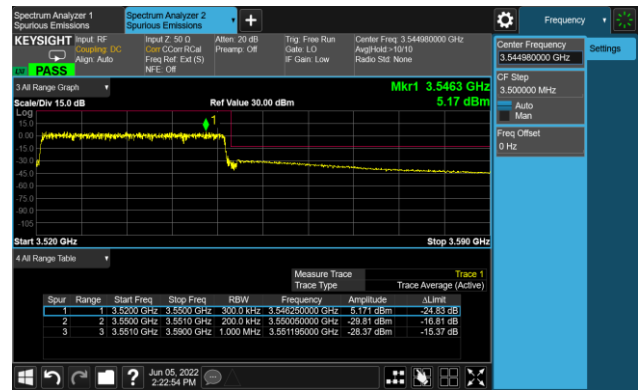 Spectrum Analyzer 1
Spurious Emissions
Spectrum Analyzer 2
Spurious Emissions
Frequency
KEYSIGHT
Input: RF
Coupling: DC
Align: Auto
Input Z: 50 Ω
Corr CCorr RCal
Freq Ref: Ext (S)
NFE: Off
Atten: 20 dB
Preamp: Off
Trig: Free Run
Gate: LO
IF Gain: Low
Center Freq: 3.544980000 GHz
Avg|Hold:>10/10
Radio Std: None
PASS
Center Frequency
3.544980000 GHz
Settings
CF Step
3.500000 MHz
Auto
Man
Freq Offset
0 Hz
3 All Range Graph
Mkr1 3.5463 GHz
Scale/Div 15.0 dB
Ref Value 30.00 dBm
5.17 dBm
Log
15.0
0.00
-15.0
-30.0
-45.0
-60.0
-75.0
-90.0
-105
1
Start 3.520 GHz
Stop 3.590 GHz
4 All Range Table
Measure Trace Trace 1
Trace Type Trace Average (Active)
Spur Range Start Freq Stop Freq RBW Frequency Amplitude ΔLimit
1 1 3.5200 GHz 3.5500 GHz 300.0 kHz 3.546250000 GHz 5.171 dBm -24.83 dB
2 2 3.5500 GHz 3.5510 GHz 200.0 kHz 3.550050000 GHz -29.81 dBm -16.81 dB
3 3 3.5510 GHz 3.5900 GHz 1.000 MHz 3.551195000 GHz -28.37 dBm -15.37 dB
Jun 05, 2022
2:22:54 PM